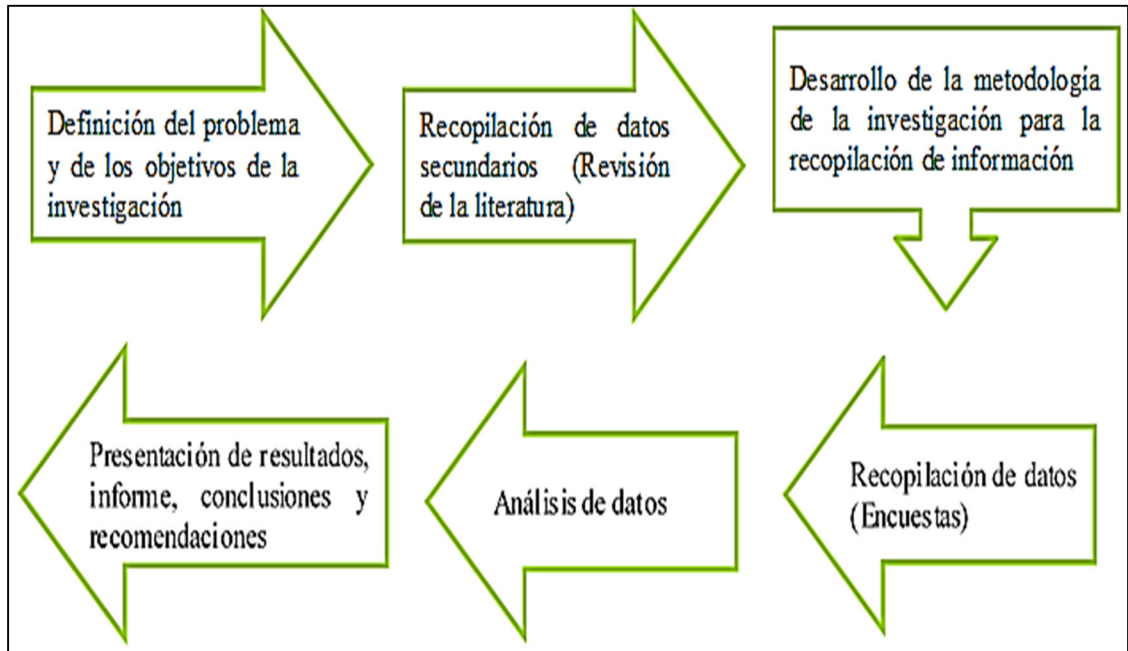 Definición del problema
y de los objetivos de la
investigación
Recopilación de datos
secundarios (Revisión
de la literatura)
Desarrollo de la metodología
de la investigación para la
recopilación de información
Recopilación de datos
(Encuestas)
Análisis de datos
Presentación de resultados,
informe, conclusiones y
recomendaciones